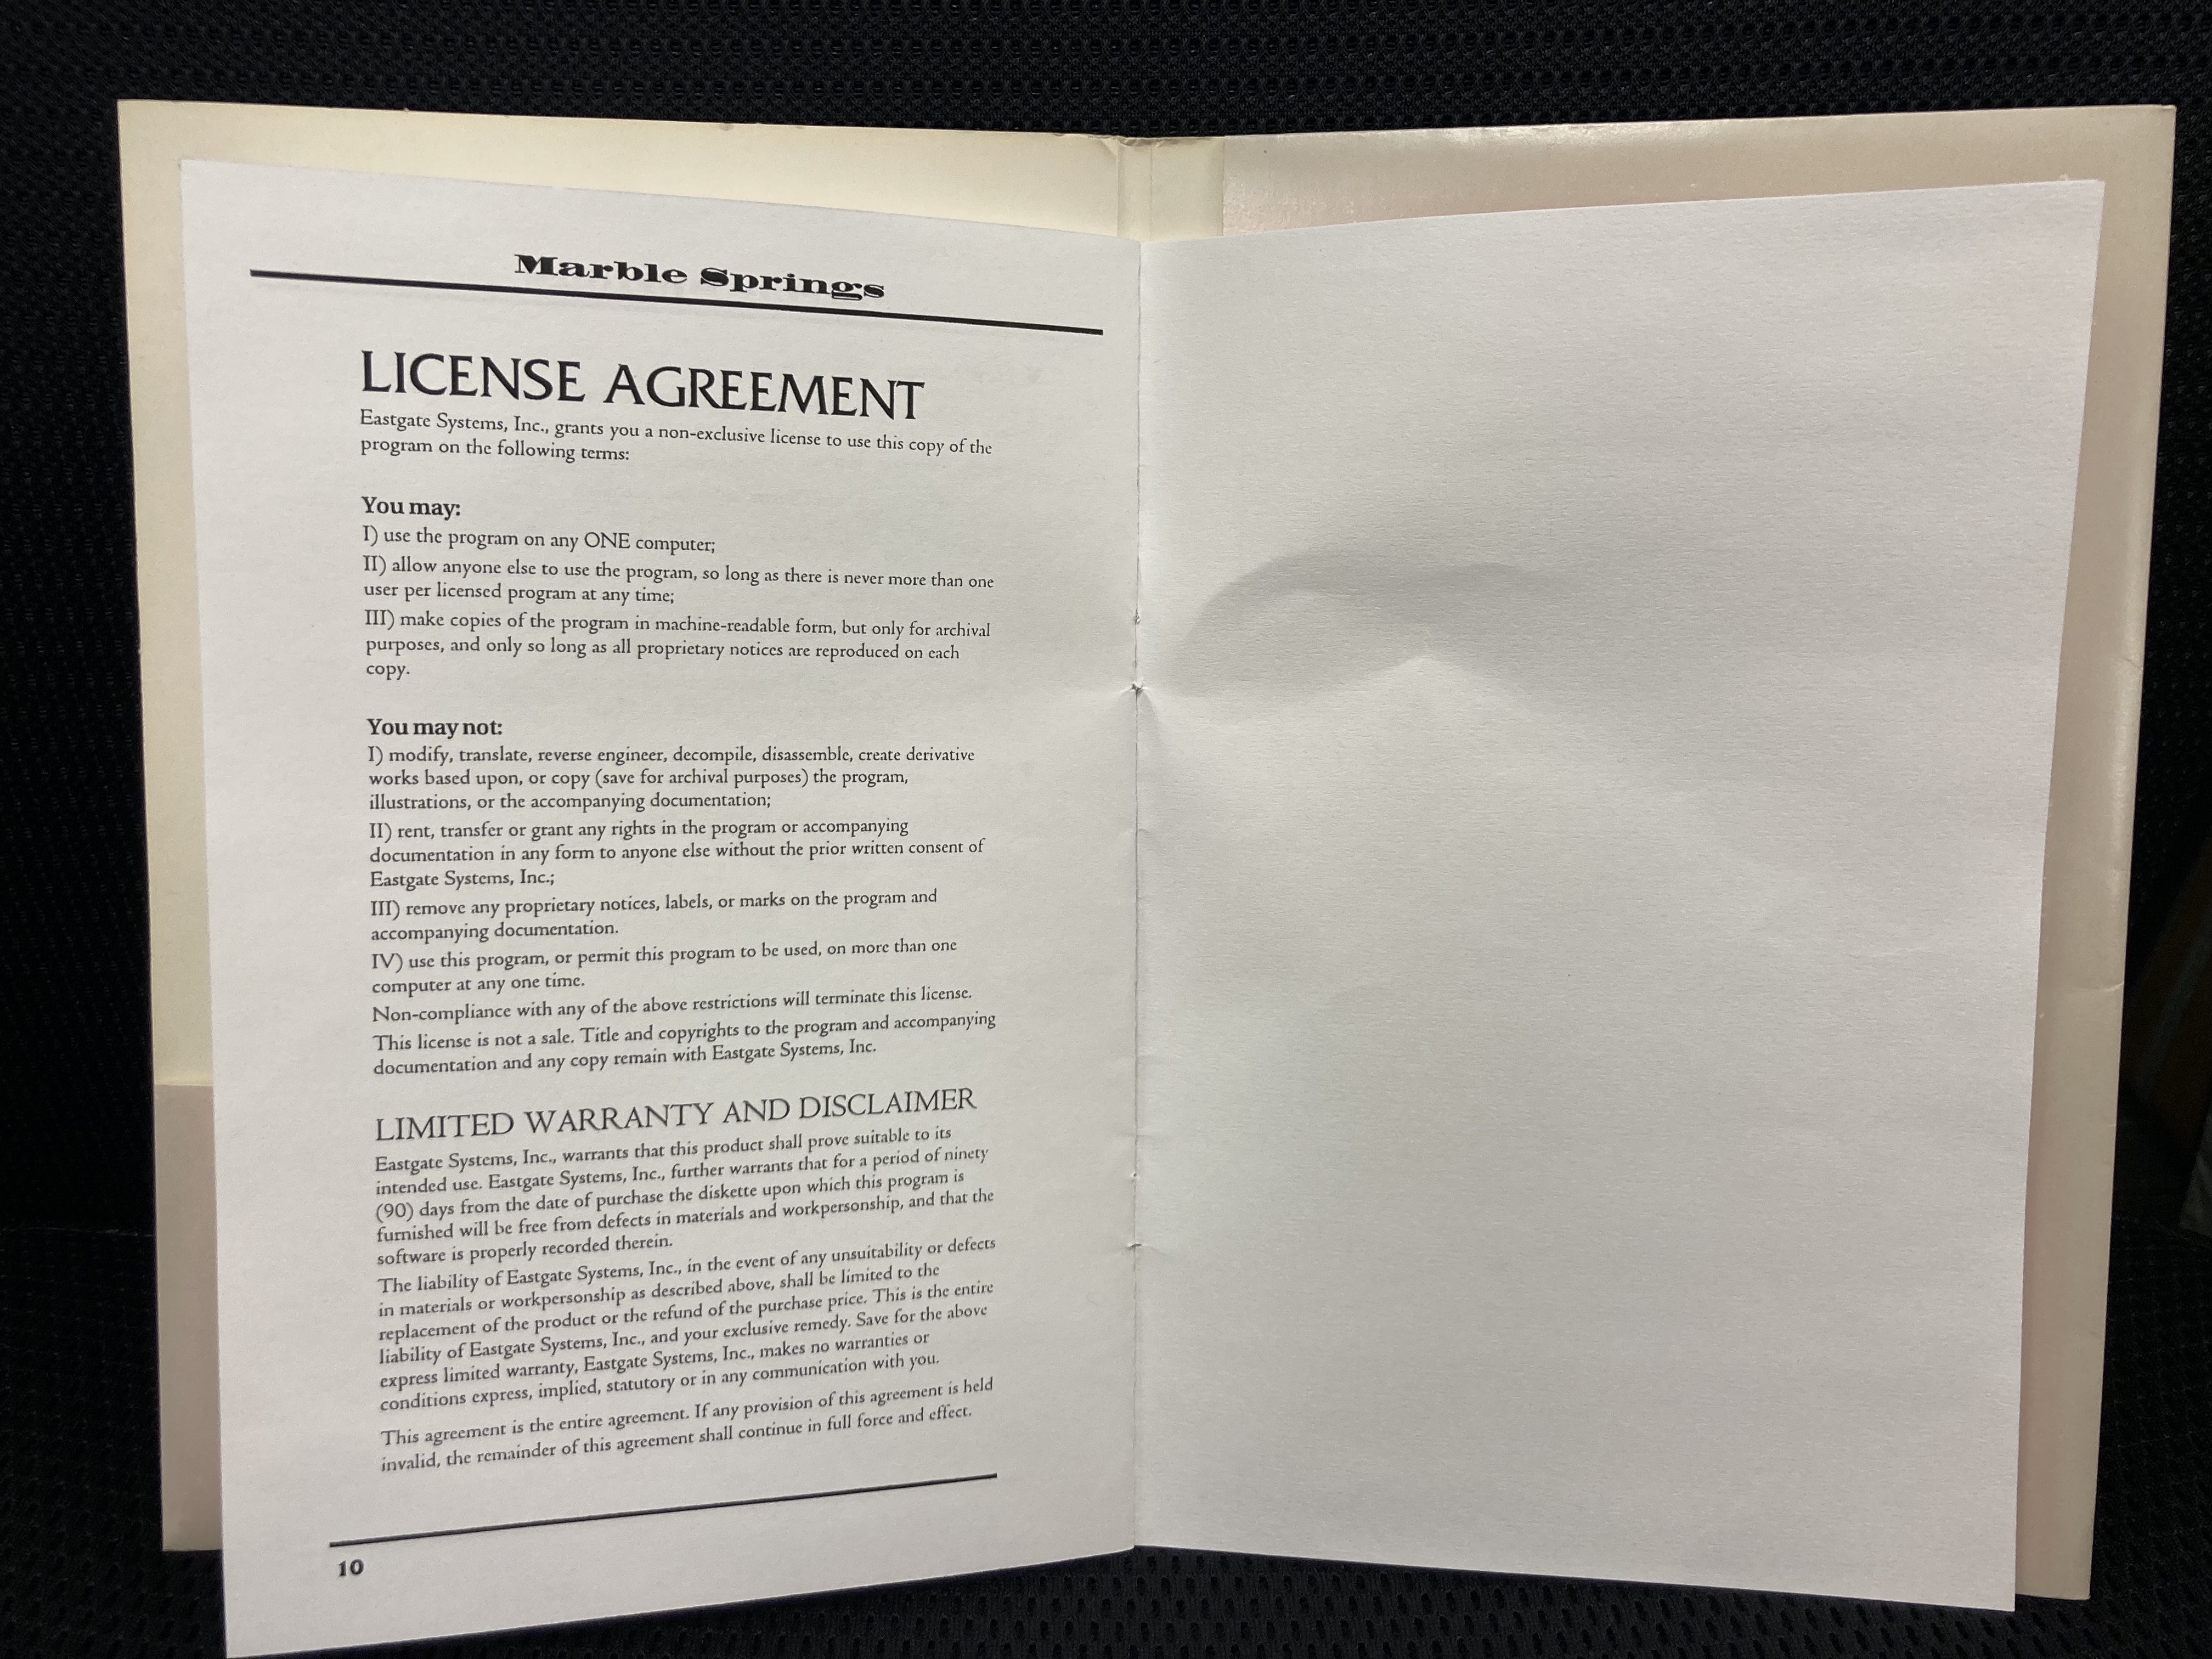 Marble Springs
LICENSE AGREEMENT
Eastgate Systems, Inc., grants you a non-exclusive license to use this copy of the
program on the following terms:
You may:
I) use the program on any ONE computer;
II) allow anyone else to use the program, so long as there is never more than one
user per licensed program at any time;
III) make copies of the program in machine-readable form, but only for archival
purposes, and only so long as all proprietary notices are reproduced on each
copy.
You may not:
I) modify, translate, reverse engineer, decompile, disassemble, create derivative
works based upon, or copy (save for archival purposes) the program,
illustrations, or the accompanying documentation;
II) rent, transfer or grant any rights in the program or accompanying
documentation in any form to anyone else without the prior written consent of
Eastgate Systems, Inc.;
III) remove any proprietary notices, labels, or marks on the program and
accompanying documentation.
IV) use this program, or permit this program to be used, on more than one
computer at any one time.
Non-compliance with any of the above restrictions will terminate this license.
This license is not a sale. Title and copyrights to the program and accompanying
documentation and any copy remain with Eastgate Systems, Inc.
LIMITED WARRANTY AND DISCLAIMER
Eastgate Systems, Inc., warrants that this product shall prove suitable to its
intended use. Eastgate Systems, Inc., further warrants that for a period of ninety
(90) days from the date of purchase the diskette upon which this program is
furnished will be free from defects in materials and workpersonship, and that the
software is properly recorded therein.
The liability of Eastgate Systems, Inc., in the event of any unsuitability or defects
in materials or workpersonship as described above, shall be limited to the
replacement of the product or the refund of the purchase price. This is the entire
liability of Eastgate Systems, Inc., and your exclusive remedy. Save for the above
express limited warranty, Eastgate Systems, Inc., makes no warranties or
conditions express, implied, statutory or in any communication with you.
This agreement is the entire agreement. If any provision of this agreement is held
invalid, the remainder of this agreement shall continue in full force and effect.
10